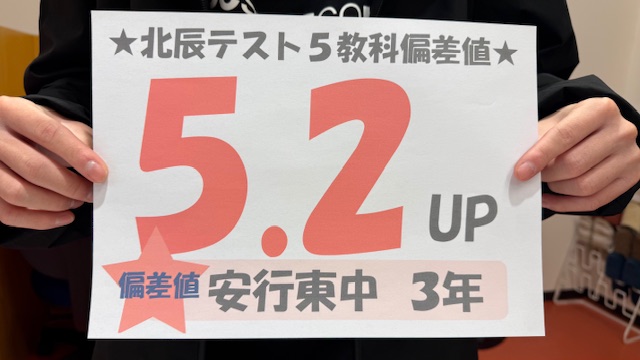 ★北辰テスト5教科偏差値★
5.2 UP
偏差値 安行東中 3年